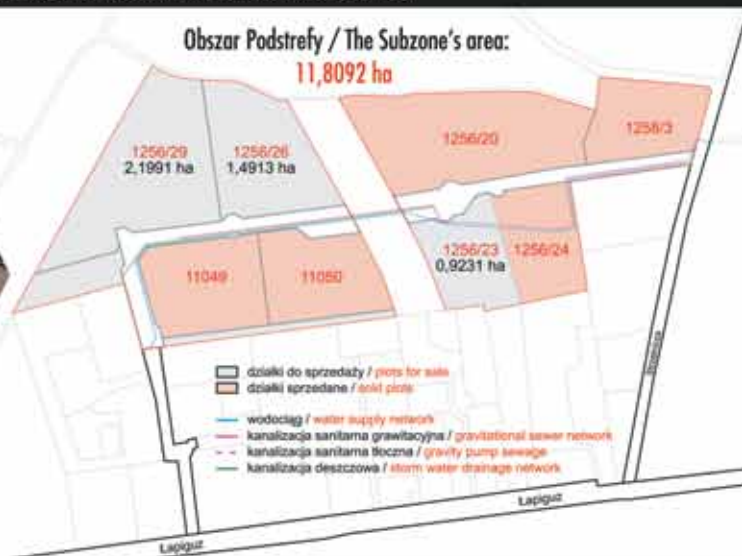 Obszar Podstrefy / The Subzone's area:
11,8092 ha
1256/29
2,1991 ha
1256/26
1,4913 ha
1256/20
1258/3
1256/23
0,9231 ha
1256/24
11049
11050
działki do sprzedaży / plots for sale
działki sprzedane / sold plots
wodociąg / water supply network
kanalizacja sanitarna grawitacyjna / gravitational sewer network
kanalizacja sanitarna tłoczna / gravity pump sewage
kanalizacja deszczowa / storm water drainage network
Łapiguz
Łapiguz